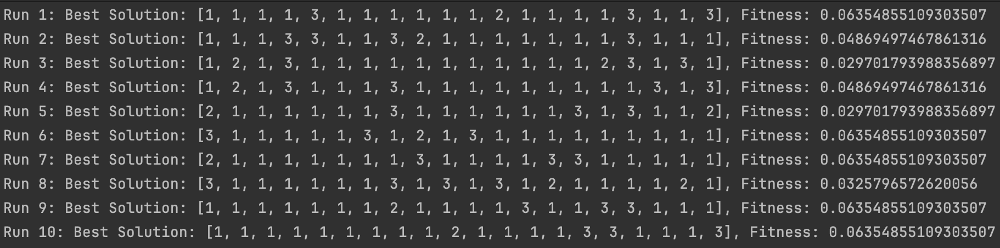 Run 1: Best Solution: [1, 1, 1, 1, 3, 1, 1, 1, 1, 1, 1, 2, 1, 1, 1, 1, 3, 1, 1, 3], Fitness: 0.06354855109303507
Run 2: Best Solution: [1, 1, 1, 3, 3, 1, 1, 3, 2, 1, 1, 1, 1, 1, 1, 1, 3, 1, 1, 1], Fitness: 0.04869497467861316
Run 3: Best Solution: [1, 2, 1, 3, 1, 1, 1, 1, 1, 1, 1, 1, 1, 1, 1, 2, 3, 1, 3, 1], Fitness: 0.029701793988356897
Run 4: Best Solution: [1, 2, 1, 3, 1, 1, 1, 3, 1, 1, 1, 1, 1, 1, 1, 1, 1, 3, 1, 3], Fitness: 0.04869497467861316
Run 5: Best Solution: [2, 1, 1, 1, 1, 1, 1, 3, 1, 1, 1, 1, 1, 1, 3, 1, 3, 1, 1, 2], Fitness: 0.029701793988356897
Run 6: Best Solution: [3, 1, 1, 1, 1, 1, 3, 1, 2, 1, 3, 1, 1, 1, 1, 1, 1, 1, 1, 1], Fitness: 0.06354855109303507
Run 7: Best Solution: [2, 1, 1, 1, 1, 1, 1, 1, 3, 1, 1, 1, 1, 3, 3, 1, 1, 1, 1, 1], Fitness: 0.06354855109303507
Run 8: Best Solution: [3, 1, 1, 1, 1, 1, 1, 3, 1, 3, 1, 3, 1, 2, 1, 1, 1, 1, 2, 1], Fitness: 0.0325796572620056
Run 9: Best Solution: [1, 1, 1, 1, 1, 1, 1, 2, 1, 1, 1, 1, 3, 1, 1, 3, 3, 1, 1, 1], Fitness: 0.06354855109303507
Run 10: Best Solution: [1, 1, 1, 1, 1, 1, 1, 1, 1, 2, 1, 1, 1, 1, 3, 3, 1, 1, 1, 3], Fitness: 0.06354855109303507